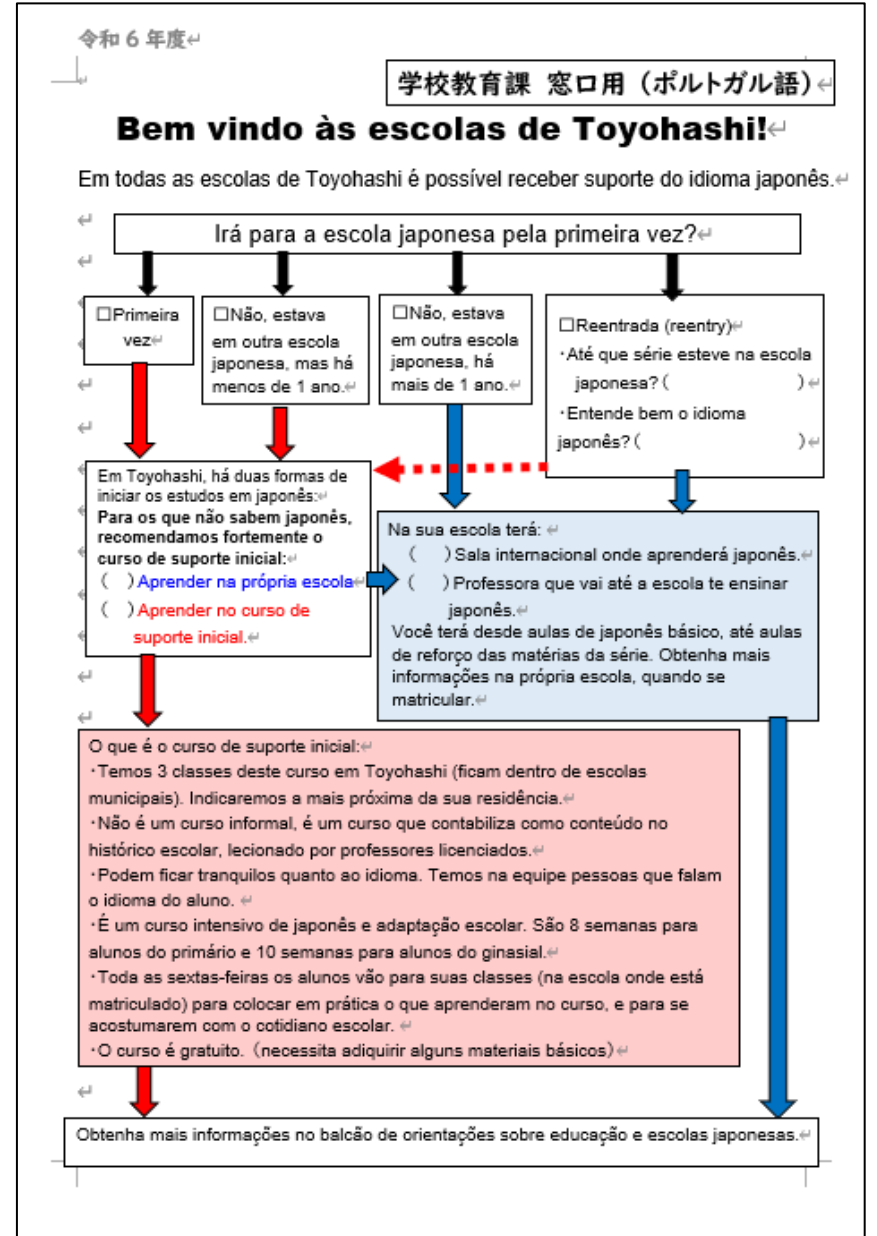 令和6年度
学校教育課 窓口用（ポルトガル語）
Bem vindo às escolas de Toyohashi!
Em todas as escolas de Toyohashi é possível receber suporte do idioma japonês.
Irá para a escola japonesa pela primeira vez?
□Primeira
vez
□Não, estava
em outra escola
japonesa, mas há
menos de 1 ano.
□Não, estava
em outra escola
japonesa, há
mais de 1 ano.
□Reentrada (reentry)
・Até que série esteve na escola
japonesa?（　　　　　　）
・Entende bem o idioma
japonês?（　　　　　　　　）
Em Toyohashi, há duas formas de
iniciar os estudos em japonês:
Para os que não sabem japonês,
recomendamos fortemente o
curso de suporte inicial:
（　）Aprender na própria escola
（　）Aprender no curso de
suporte inicial.
Na sua escola terá:
（　　）Sala internacional onde aprenderá japonês.
（　　）Professora que vai até a escola te ensinar
japonês.
Você terá desde aulas de japonês básico, até aulas
de reforço das matérias da série. Obtenha mais
informações na própria escola, quando se
matricular.
O que é o curso de suporte inicial:
・Temos 3 classes deste curso em Toyohashi (ficam dentro de escolas
municipais). Indicaremos a mais próxima da sua residência.
・Não é um curso informal, é um curso que contabiliza como conteúdo no
histórico escolar, lecionado por professores licenciados.
・Podem ficar tranquilos quanto ao idioma. Temos na equipe pessoas que falam
o idioma do aluno.
・É um curso intensivo de japonês e adaptação escolar. São 8 semanas para
alunos do primário e 10 semanas para alunos do ginasial.
・Toda as sextas-feiras os alunos vão para suas classes (na escola onde está
matriculado) para colocar em prática o que aprenderam no curso, e para se
acostumarem com o cotidiano escolar.
・O curso é gratuito.（necessita adiquirir alguns materiais básicos）
Obtenha mais informações no balcão de orientações sobre educação e escolas japonesas.